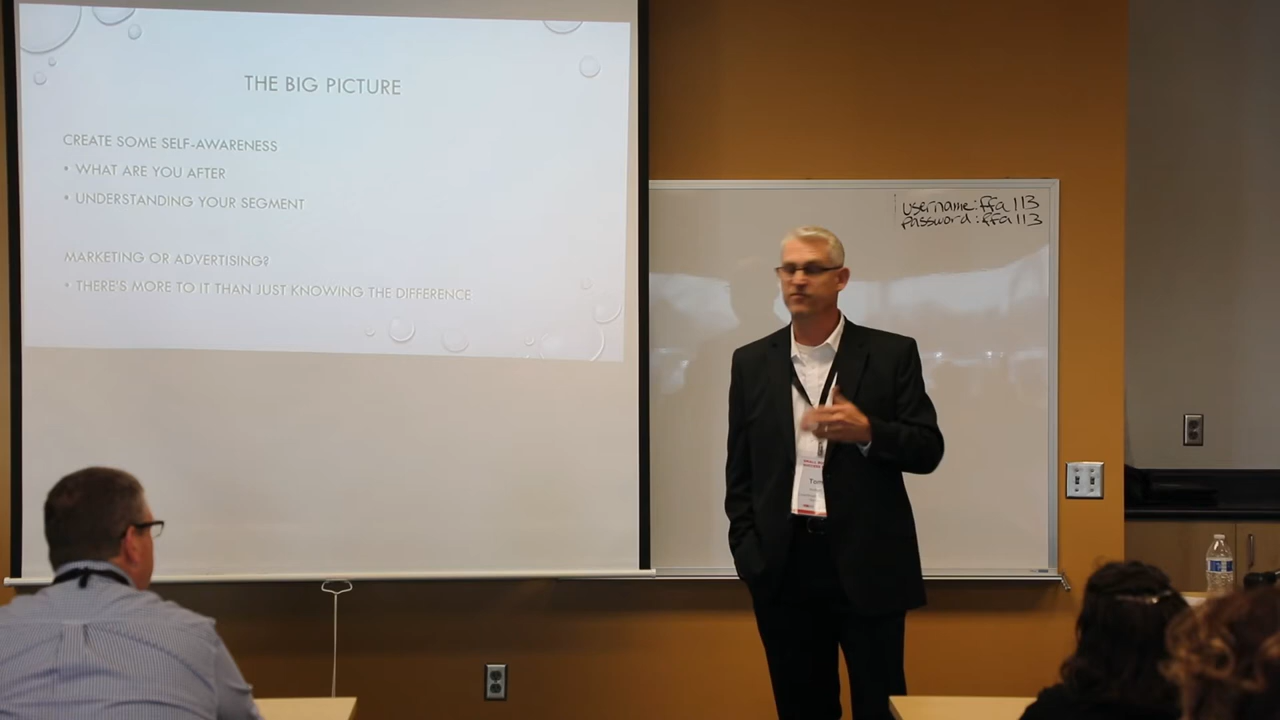 THE BIG PICTURE
CREATE SOME SELF-AWARENESS
• WHAT ARE YOU AFTER
• UNDERSTANDING YOUR SEGMENT
MARKETING OR ADVERTISING?
• THERE'S MORE TO IT THAN JUST KNOWING THE DIFFERENCE
username: ffa113
password: ffa113
Tom